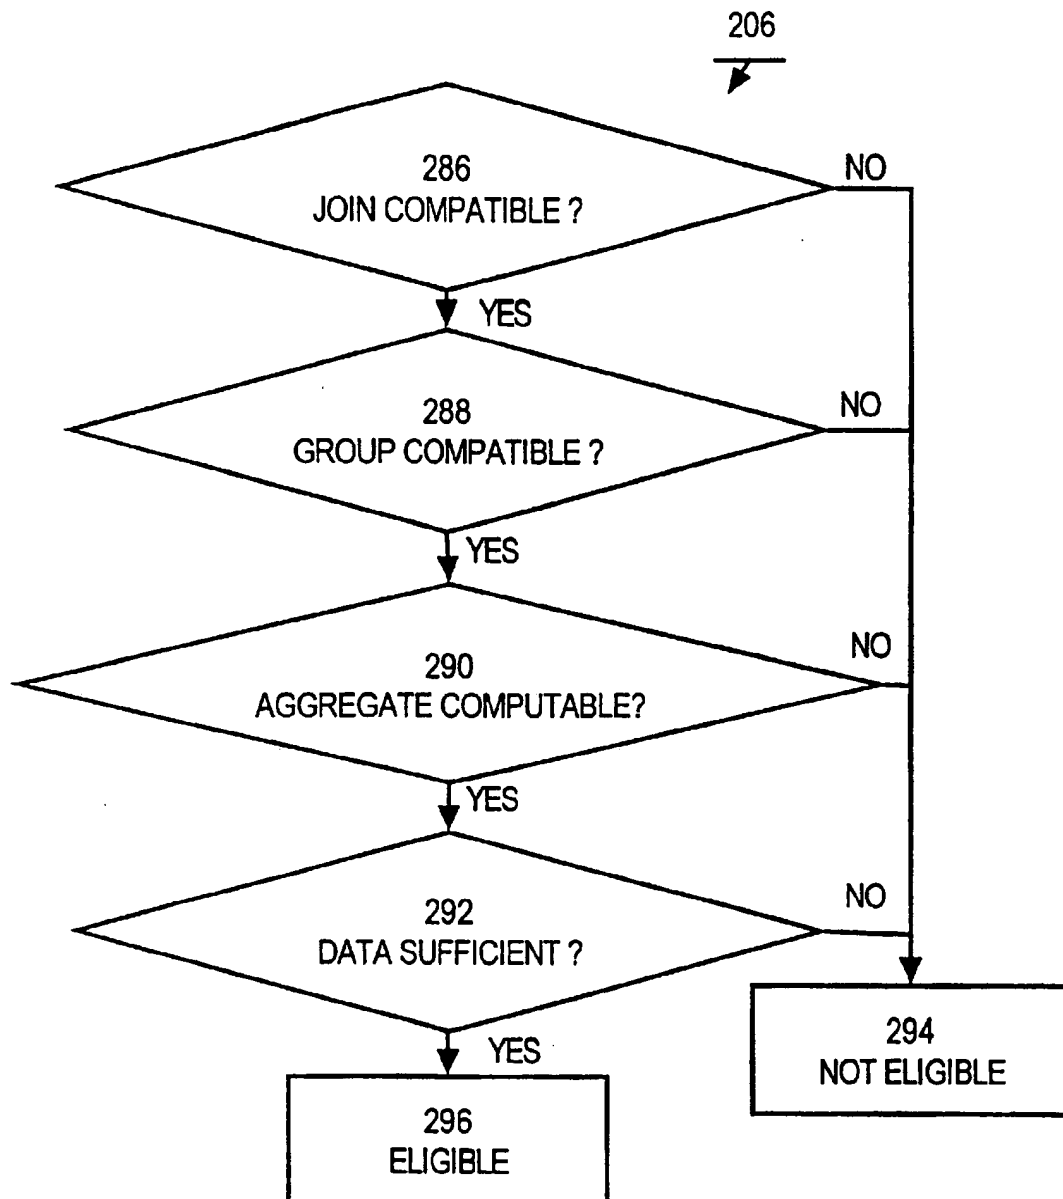 206
286
JOIN COMPATIBLE ?
NO
YES
288
GROUP COMPATIBLE ?
NO
YES
290
AGGREGATE COMPUTABLE?
NO
YES
292
DATA SUFFICIENT ?
NO
YES
294
NOT ELIGIBLE
296
ELIGIBLE